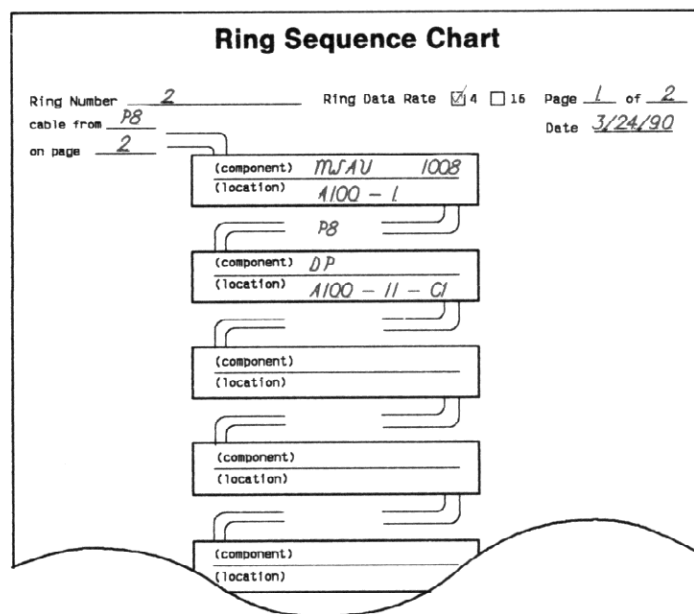 Ring Sequence Chart
Ring Number 2 Ring Data Rate ☑ 4 ☐ 16 Page 1 of 2
cable from P8 Date 3/24/90
on page 2
(component) MSAU 1008
(location) A100 - 1
P8
(component) DP
(location) A100 - 11 - C1
(component)
(location)
(component)
(location)
(component)
(location)